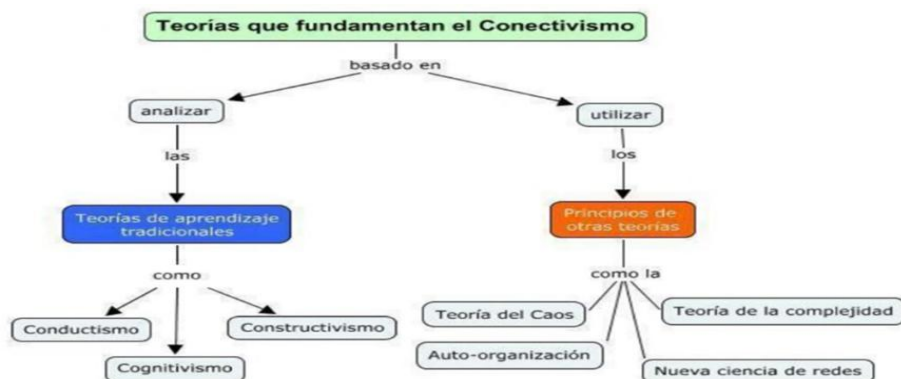 Teorías que fundamentan el Conectivismo
basado en
analizar
utilizar
las
los
Teorías de aprendizaje
tradicionales
Principios de
otras teorías
como
como la
Conductismo
Constructivismo
Cognitivismo
Teoría del Caos
Teoría de la complejidad
Auto-organización
Nueva ciencia de redes